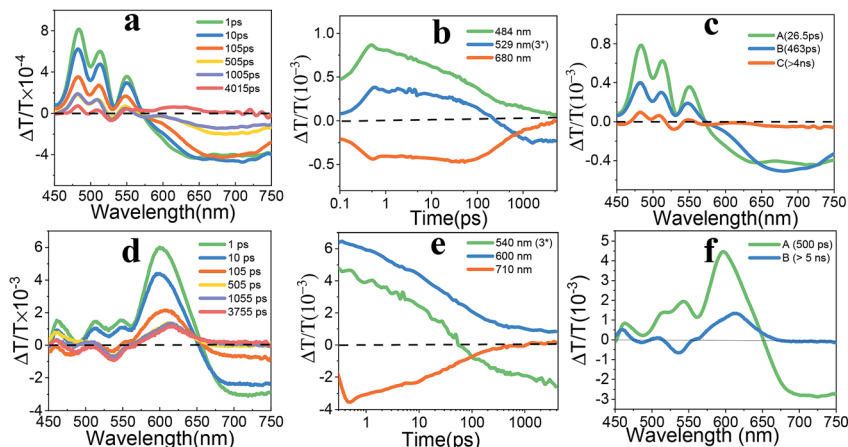 a
1ps
10ps
105ps
505ps
1005ps
4015ps
ΔT/T×10⁻⁴
8
4
0
-4
450 500 550 600 650 700 750
Wavelength(nm)
b
484 nm
529 nm(3*)
680 nm
ΔT/T(10⁻³)
1.0
0.5
0.0
-0.5
0.1 1 10 100 1000
Time(ps)
c
A(26.5ps)
B(463ps)
C(>4ns)
ΔT/T(10⁻³)
0.8
0.4
0.0
-0.4
450 500 550 600 650 700 750
Wavelength(nm)
d
1 ps
10 ps
105 ps
505 ps
1055 ps
3755 ps
ΔT/T×10⁻³
6
4
2
0
-2
-4
450 500 550 600 650 700 750
Wavelength(nm)
e
540 nm (3*)
600 nm
710 nm
ΔT/T(10⁻³)
6
3
0
-3
1 10 100 1000
Time(ps)
f
A (500 ps)
B (> 5 ns)
ΔT/T(10⁻³)
5
4
3
2
1
0
-1
-2
-3
450 500 550 600 650 700 750
Wavelength (nm)